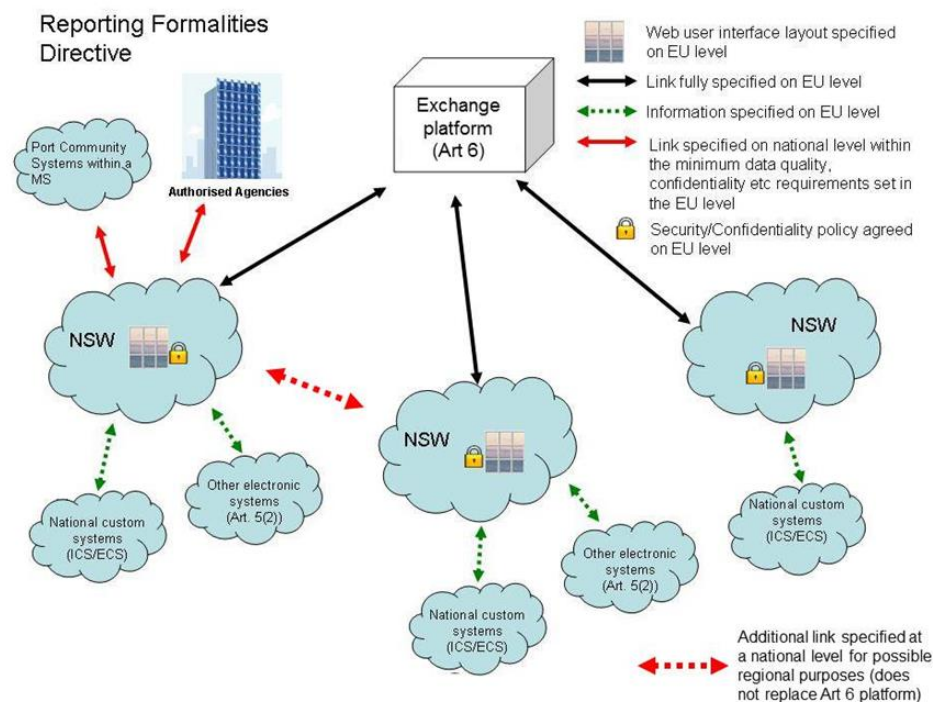 Reporting Formalities
Directive
Web user interface layout specified
on EU level
Link fully specified on EU level
Information specified on EU level
Link specified on national level within
the minimum data quality,
confidentiality etc requirements set in
the EU level
Security/Confidentiality policy agreed
on EU level
Exchange
platform
(Art 6)
Port Community
Systems within a
MS
Authorised Agencies
NSW
NSW
NSW
National custom
systems
(ICS/ECS)
Other electronic
systems
(Art. 5(2))
National custom
systems
(ICS/ECS)
Other electronic
systems
(Art. 5(2))
National custom
systems
(ICS/ECS)
Additional link specified at
a national level for possible
regional purposes (does
not replace Art 6 platform)